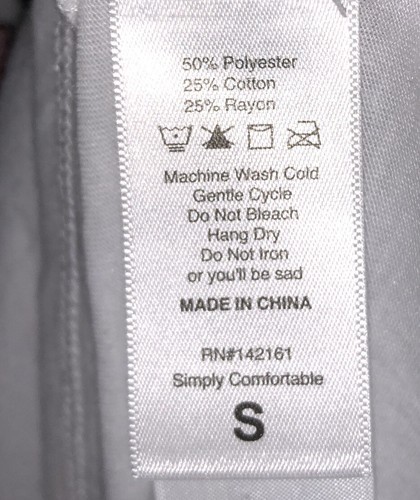 50% Polyester
25% Cotton
25% Rayon
Machine Wash Cold
Gentle Cycle
Do Not Bleach
Hang Dry
Do Not Iron
or you'll be sad
MADE IN CHINA
RN#142161
Simply Comfortable
S